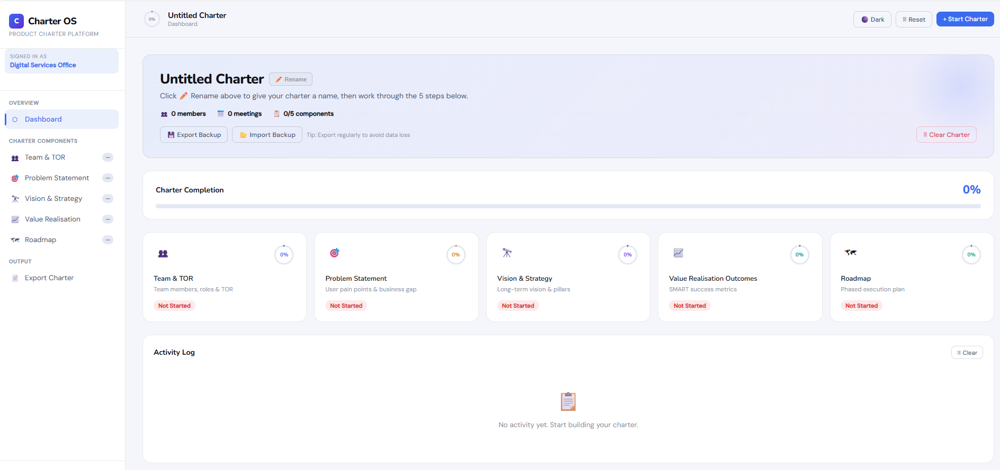 C Charter OS
PRODUCT CHARTER PLATFORM
SIGNED IN AS
Digital Services Office
OVERVIEW
Dashboard
CHARTER COMPONENTS
Team & TOR
Problem Statement
Vision & Strategy
Value Realisation
Roadmap
OUTPUT
Export Charter
0%
Untitled Charter
Dashboard
Dark
Reset
+ Start Charter
Untitled Charter
Rename
Click Rename above to give your charter a name, then work through the 5 steps below.
0 members 0 meetings 0/5 components
Export Backup
Import Backup
Tip: Export regularly to avoid data loss
Clear Charter
Charter Completion
0%
0%
Team & TOR
Team members, roles & TOR
Not Started
0%
Problem Statement
User pain points & business gap
Not Started
0%
Vision & Strategy
Long-term vision & pillars
Not Started
0%
Value Realisation Outcomes
SMART success metrics
Not Started
0%
Roadmap
Phased execution plan
Not Started
Activity Log
Clear
No activity yet. Start building your charter.